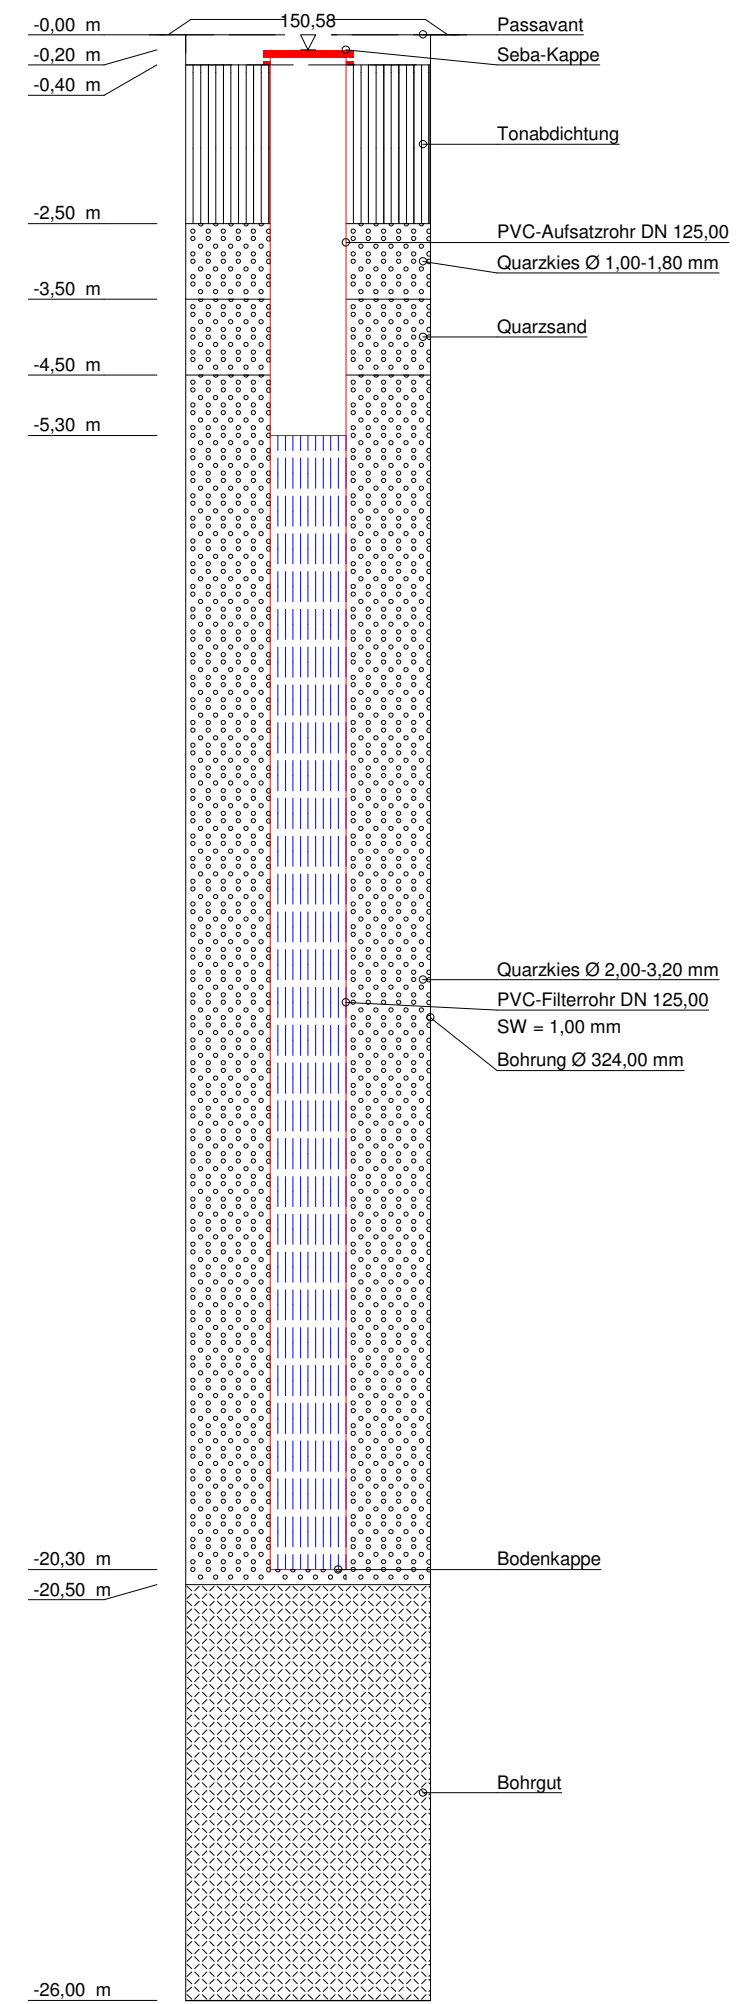 150,58
-0,00 m
Passavant
-0,20 m
Seba-Kappe
-0,40 m
Tonabdichtung
-2,50 m
PVC-Aufsatzrohr DN 125,00
Quarzkies Ø 1,00-1,80 mm
-3,50 m
Quarzsand
-4,50 m
-5,30 m
Quarzkies Ø 2,00-3,20 mm
PVC-Filterrohr DN 125,00
SW = 1,00 mm
Bohrung Ø 324,00 mm
-20,30 m
Bodenkappe
-20,50 m
Bohrgut
-26,00 m